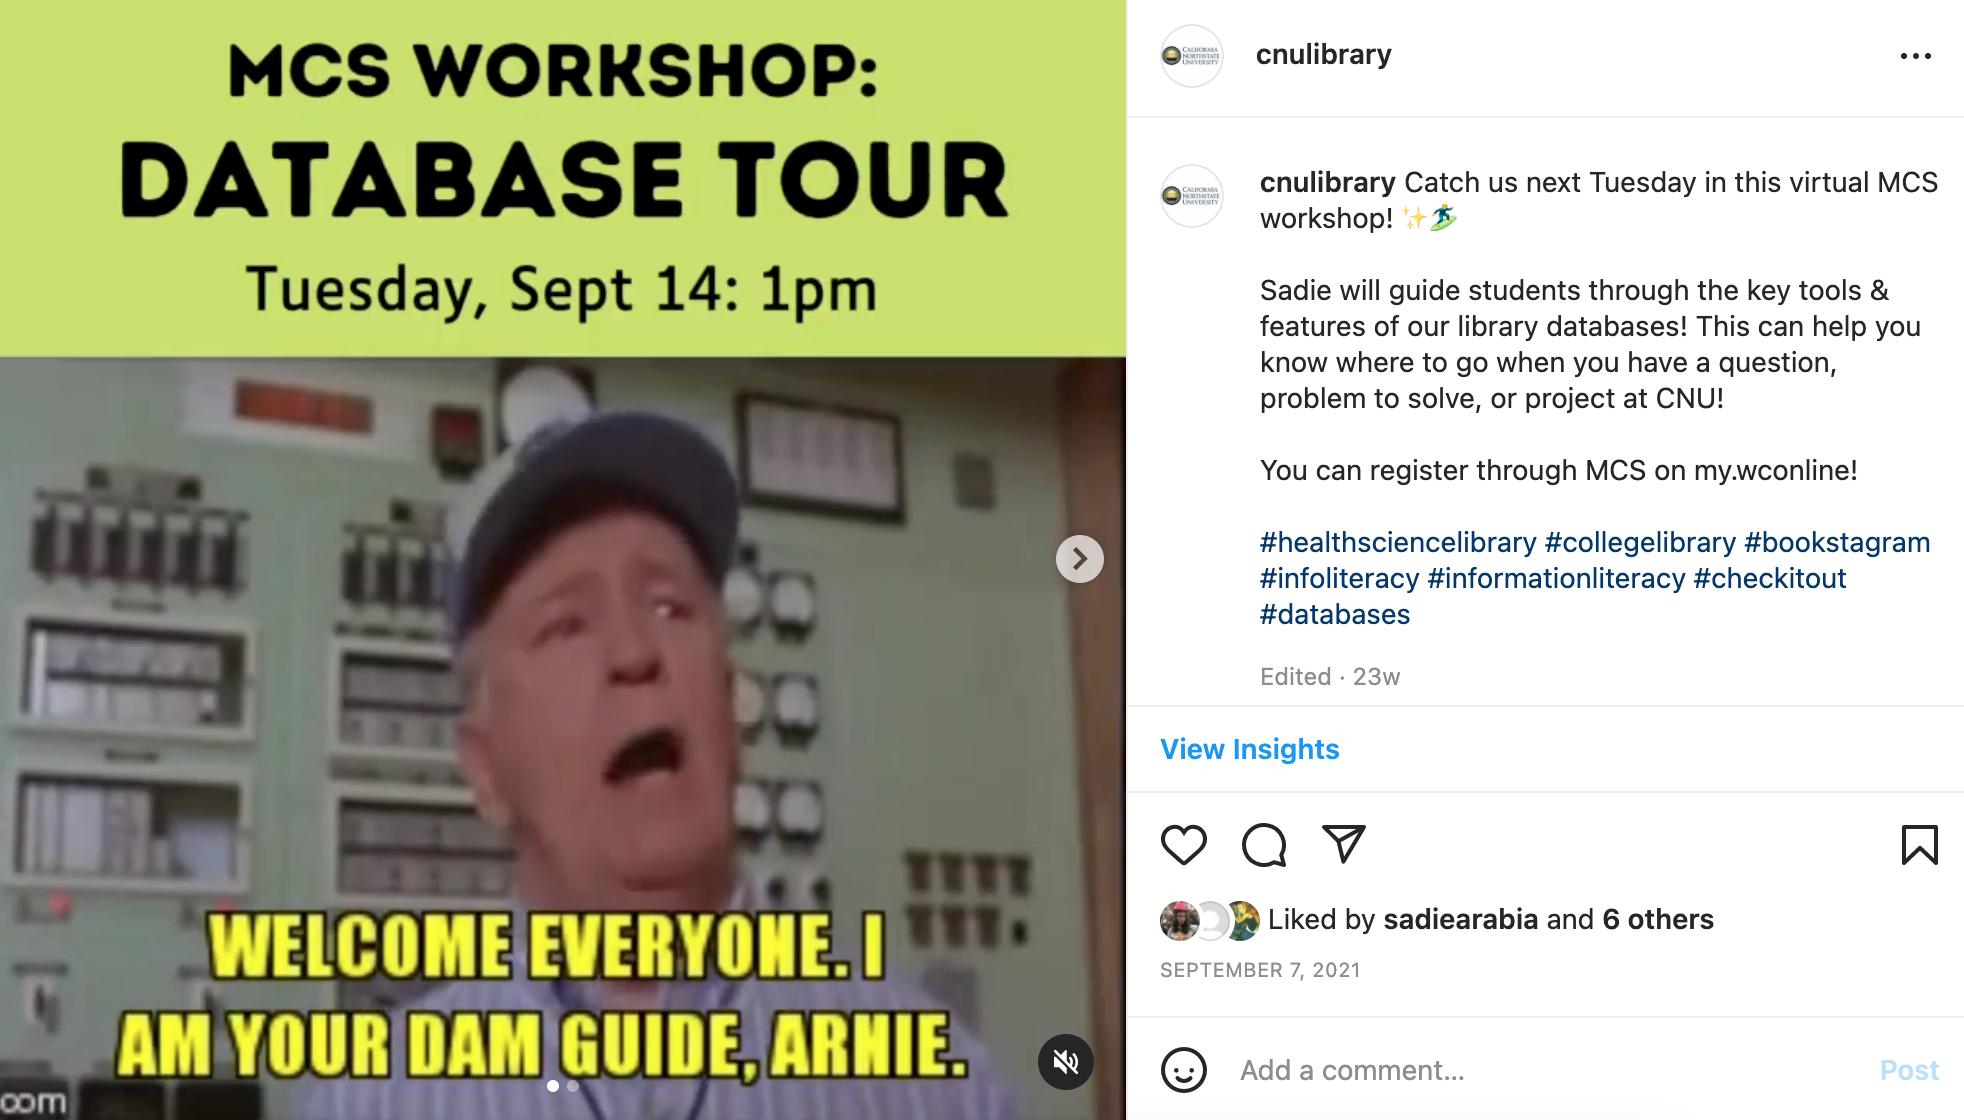 MCS WORKSHOP:
DATABASE TOUR
Tuesday, Sept 14: 1pm
WELCOME EVERYONE. I
AM YOUR DAM GUIDE, ARNIE.
oom
CALIFORNIA
NORTHSTATE
UNIVERSITY
cnulibrary
CALIFORNIA
NORTHSTATE
UNIVERSITY
cnulibrary Catch us next Tuesday in this virtual MCS
workshop! ✨🏄‍♂️
Sadie will guide students through the key tools &
features of our library databases! This can help you
know where to go when you have a question,
problem to solve, or project at CNU!
You can register through MCS on my.wconline!
#healthsciencelibrary #collegelibrary #bookstagram
#infoliteracy #informationliteracy #checkitout
#databases
Edited · 23w
View Insights
Liked by sadiearabia and 6 others
SEPTEMBER 7, 2021
Add a comment...
Post